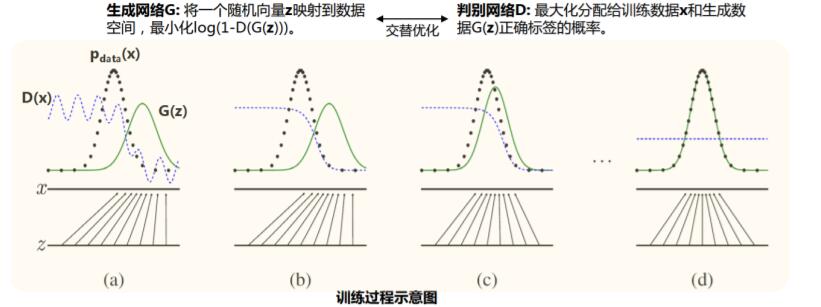 生成网络G: 将一个随机向量z映射到数据
空间，最小化log(1-D(G(z)))。
交替优化
判别网络D: 最大化分配给训练数据x和生成数
据G(z)正确标签的概率。
p_data(x)
D(x)
G(z)
...
x
z
(a)
(b)
(c)
(d)
训练过程示意图